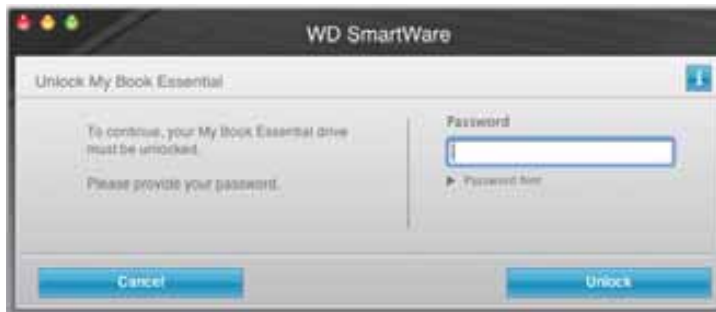 WD SmartWare
Unlock My Book Essential
To continue, your My Book Essential drive
must be unlocked.
Please provide your password.
Password
Password hint
Cancel
Unlock